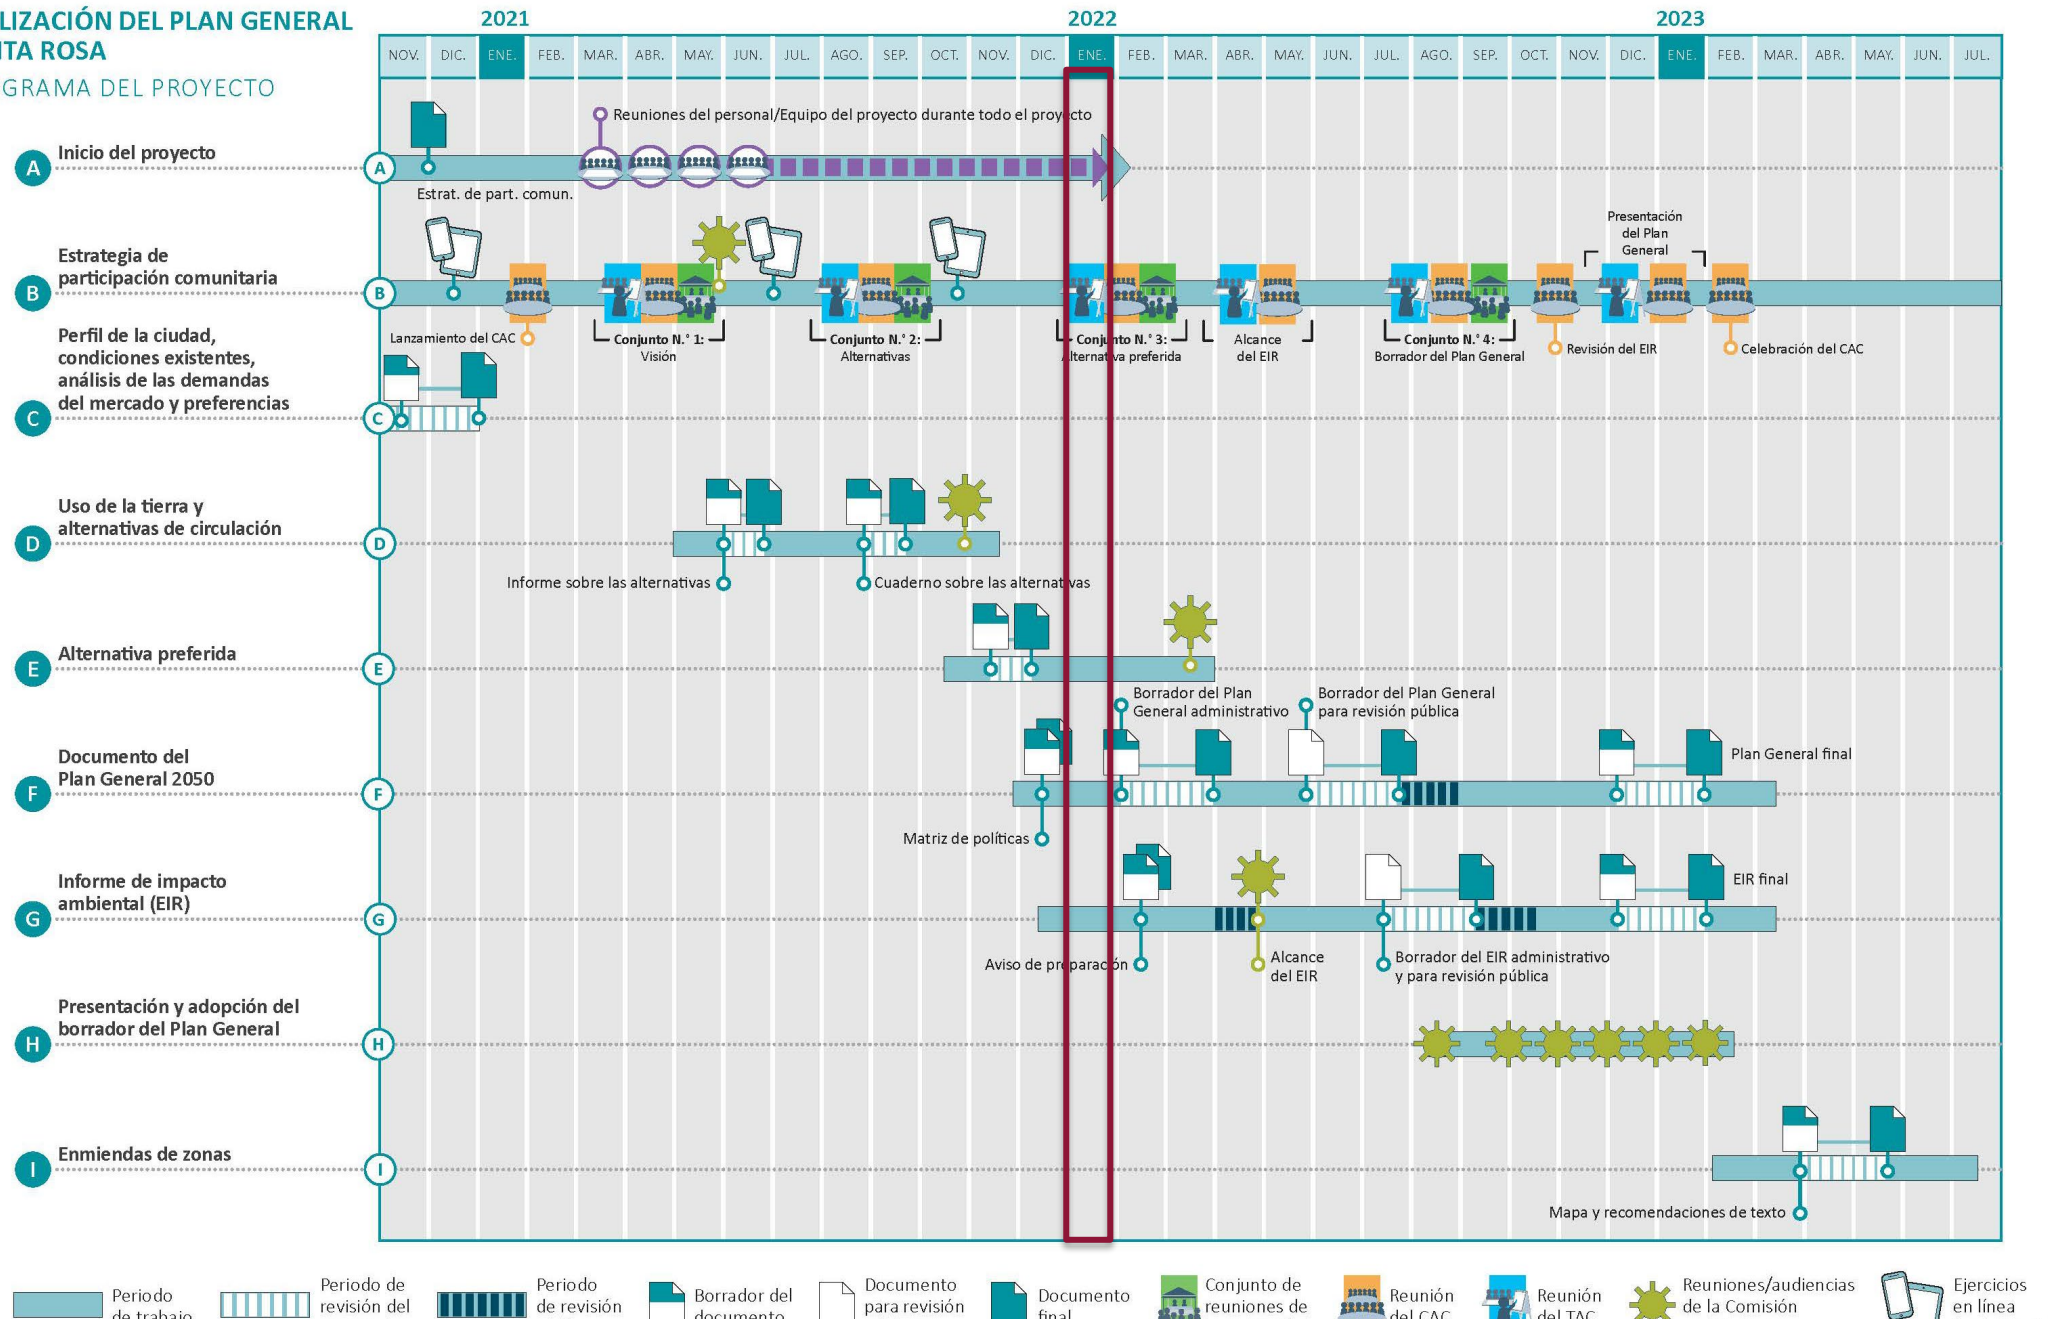 LIZACIÓN DEL PLAN GENERAL
TA ROSA
GRAMA DEL PROYECTO
2021
2022
2023
NOV. DIC. ENE. FEB. MAR. ABR. MAY. JUN. JUL. AGO. SEP. OCT. NOV. DIC. ENE. FEB. MAR. ABR. MAY. JUN. JUL. AGO. SEP. OCT. NOV. DIC. ENE. FEB. MAR. ABR. MAY. JUN. JUL.
Reuniones del personal/Equipo del proyecto durante todo el proyecto
A Inicio del proyecto A
Estrat. de part. comun.
Presentación
del Plan
General
Estrategia de
participación comunitaria
B B
Lanzamiento del CAC
Conjunto N.° 1:
Visión
Conjunto N.° 2:
Alternativas
Conjunto N.° 3:
Alternativa preferida
Alcance
del EIR
Conjunto N.° 4:
Borrador del Plan General
Revisión del EIR
Celebración del CAC
Perfil de la ciudad,
condiciones existentes,
análisis de las demandas
del mercado y preferencias
C C
Uso de la tierra y
alternativas de circulación
D D
Informe sobre las alternativas
Cuaderno sobre las alternativas
E Alternativa preferida E
Borrador del Plan
General administrativo
Borrador del Plan General
para revisión pública
Documento del
Plan General 2050
F F
Plan General final
Matriz de políticas
Informe de impacto
ambiental (EIR)
G G
EIR final
Aviso de preparación
Alcance
del EIR
Borrador del EIR administrativo
y para revisión pública
Presentación y adopción del
borrador del Plan General
H H
I Enmiendas de zonas I
Mapa y recomendaciones de texto
Periodo
de trabajo
Periodo de
revisión del
Periodo
de revisión
Borrador del
documento
Documento
para revisión
Documento
final
Conjunto de
reuniones de
Reunión
del CAC
Reunión
del TAC
Reuniones/audiencias
de la Comisión
Ejercicios
en línea